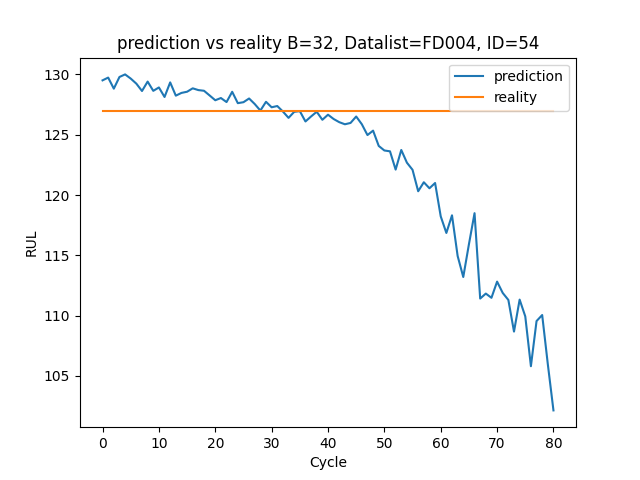 prediction vs reality B=32, Datalist=FD004, ID=54
prediction
reality
130
125
120
115
110
105
RUL
0 10 20 30 40 50 60 70 80
Cycle